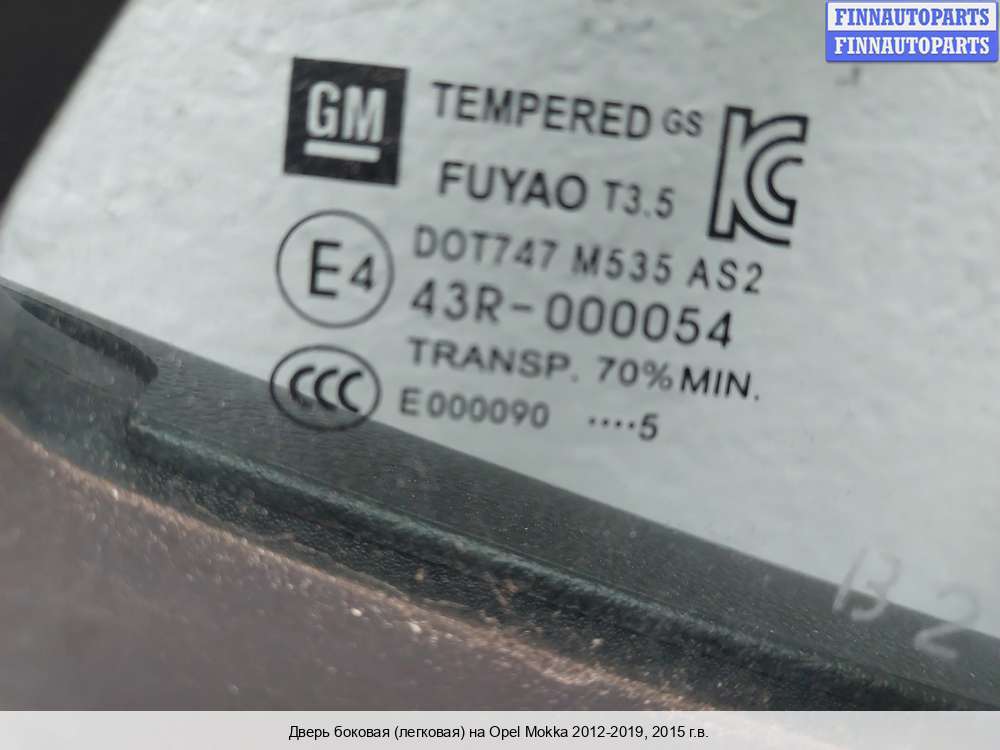 FINNAUTOPARTS
FINNAUTOPARTS
GM TEMPERED GS
FUYAO T3.5
KC
E4 DOT747 M535 AS2
43R-000054
TRANSP. 70% MIN.
CCC E000090 ····5
B2
Дверь боковая (легковая) на Opel Mokka 2012-2019, 2015 г.в.